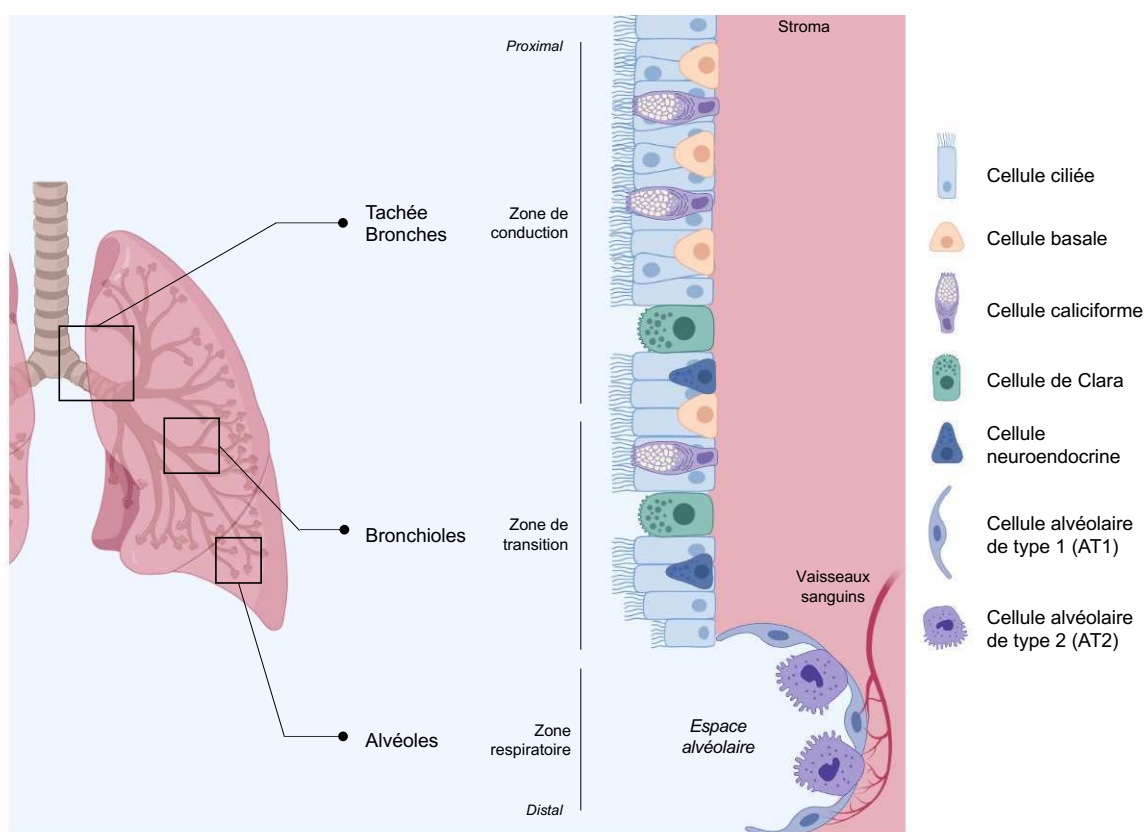 Stroma
Proximal
Tachée
Bronches
Zone de
conduction
Bronchioles
Zone de
transition
Vaisseaux
sanguins
Alvéoles
Zone
respiratoire
Espace
alvéolaire
Distal
Cellule ciliée
Cellule basale
Cellule caliciforme
Cellule de Clara
Cellule
neuroendocrine
Cellule alvéolaire
de type 1 (AT1)
Cellule alvéolaire
de type 2 (AT2)